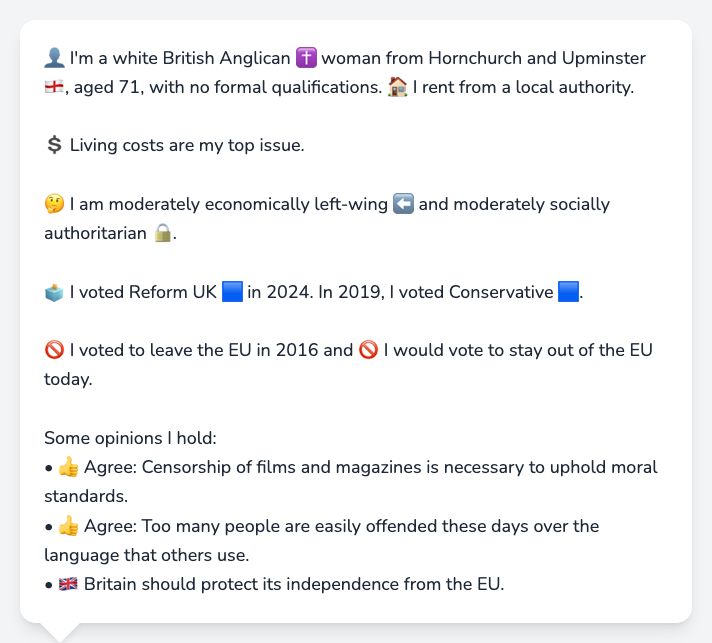 👤 I'm a white British Anglican ✝️ woman from Hornchurch and Upminster
🏴󠁧󠁢󠁥󠁮󠁧󠁿, aged 71, with no formal qualifications. 🏠 I rent from a local authority.
💲 Living costs are my top issue.
🤔 I am moderately economically left-wing ⬅️ and moderately socially
authoritarian 🔒.
🗳️ I voted Reform UK 🟦 in 2024. In 2019, I voted Conservative 🟦.
🚫 I voted to leave the EU in 2016 and 🚫 I would vote to stay out of the EU
today.
Some opinions I hold:
• 👍 Agree: Censorship of films and magazines is necessary to uphold moral
standards.
• 👍 Agree: Too many people are easily offended these days over the
language that others use.
• 🇬🇧 Britain should protect its independence from the EU.